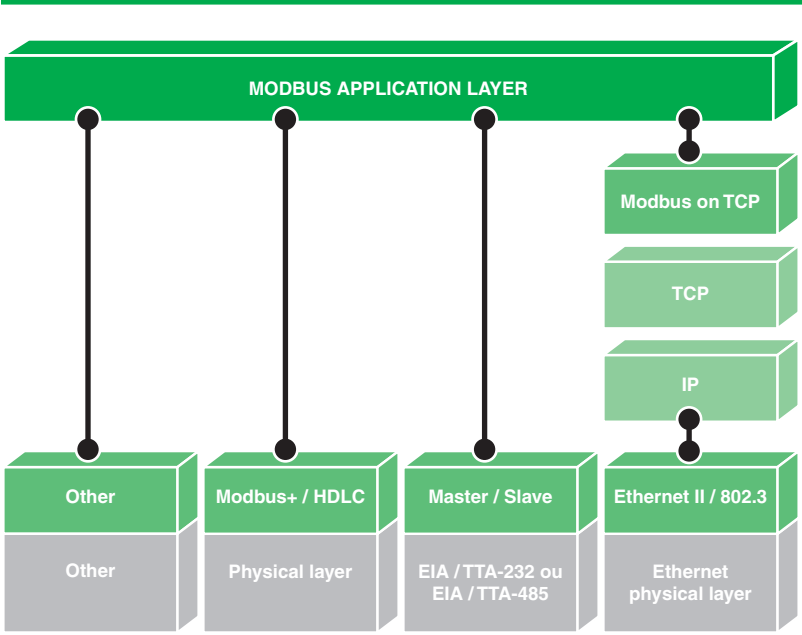 MODBUS APPLICATION LAYER
Modbus on TCP
TCP
IP
Other
Modbus+ / HDLC
Master / Slave
Ethernet II / 802.3
Other
Physical layer
EIA / TTA-232 ou
EIA / TTA-485
Ethernet
physical layer